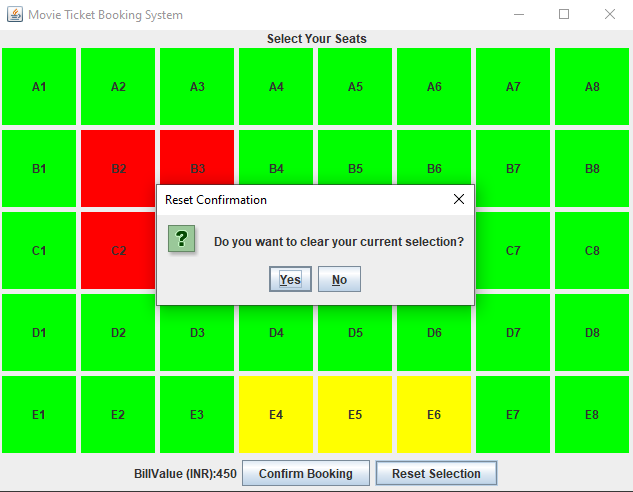 Movie Ticket Booking System
Select Your Seats
A1 A2 A3 A4 A5 A6 A7 A8
B1 B2 B3 B4 B5 B6 B7 B8
Reset Confirmation
?
Do you want to clear your current selection?
Yes No
C1 C2 C7 C8
D1 D2 D3 D4 D5 D6 D7 D8
E1 E2 E3 E4 E5 E6 E7 E8
BillValue (INR):450 Confirm Booking Reset Selection